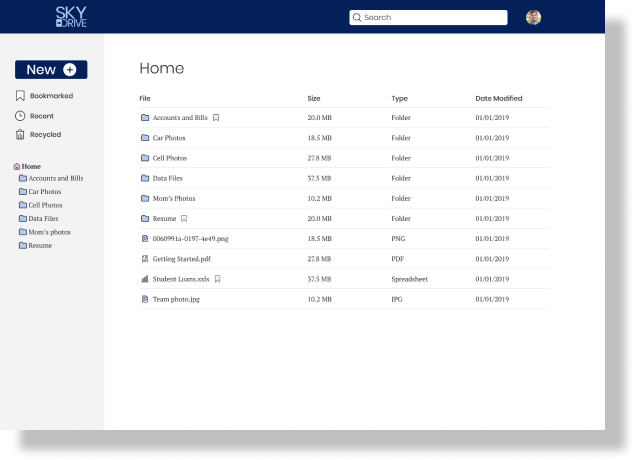 SKY
DRIVE
Search
New
Bookmarked
Recent
Recycled
Home
Accounts and Bills
Car Photos
Cell Photos
Data Files
Mom's photos
Resume
Home
File Size Type Date Modified
Accounts and Bills 20.0 MB Folder 01/01/2019
Car Photos 18.5 MB Folder 01/01/2019
Cell Photos 27.8 MB Folder 01/01/2019
Data Files 37.5 MB Folder 01/01/2019
Mom's Photos 10.2 MB Folder 01/01/2019
Resume 20.0 MB Folder 01/01/2019
0060991a-0197-4e49.png 18.5 MB PNG 01/01/2019
Getting Started.pdf 27.8 MB PDF 01/01/2019
Student Loans.xslx 37.5 MB Spreadsheet 01/01/2019
Team photo.jpg 10.2 MB JPG 01/01/2019